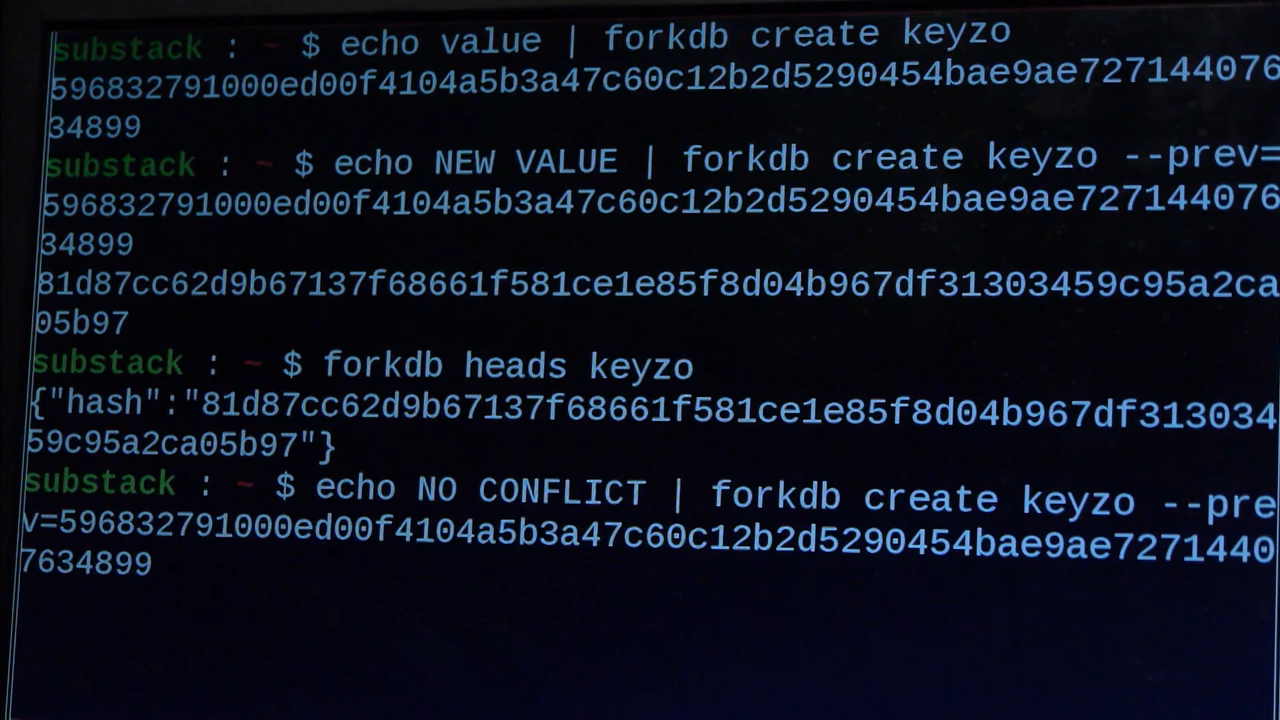 substack : ~ $ echo value | forkdb create keyzo
596832791000ed00f4104a5b3a47c60c12b2d5290454bae9ae727144076
34899
substack : ~ $ echo NEW VALUE | forkdb create keyzo --prev=
596832791000ed00f4104a5b3a47c60c12b2d5290454bae9ae727144076
34899
81d87cc62d9b67137f68661f581ce1e85f8d04b967df31303459c95a2ca
05b97
substack : ~ $ forkdb heads keyzo
{"hash":"81d87cc62d9b67137f68661f581ce1e85f8d04b967df313034
59c95a2ca05b97"}
substack : ~ $ echo NO CONFLICT | forkdb create keyzo --pre
v=596832791000ed00f4104a5b3a47c60c12b2d5290454bae9ae7271440
7634899